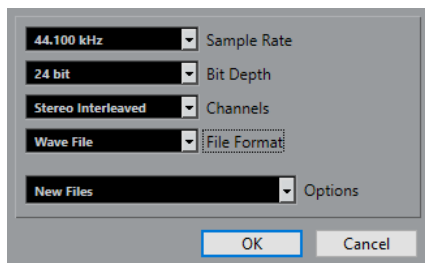 44.100 kHz Sample Rate
24 bit Bit Depth
Stereo Interleaved Channels
Wave File File Format
New Files Options
OK Cancel